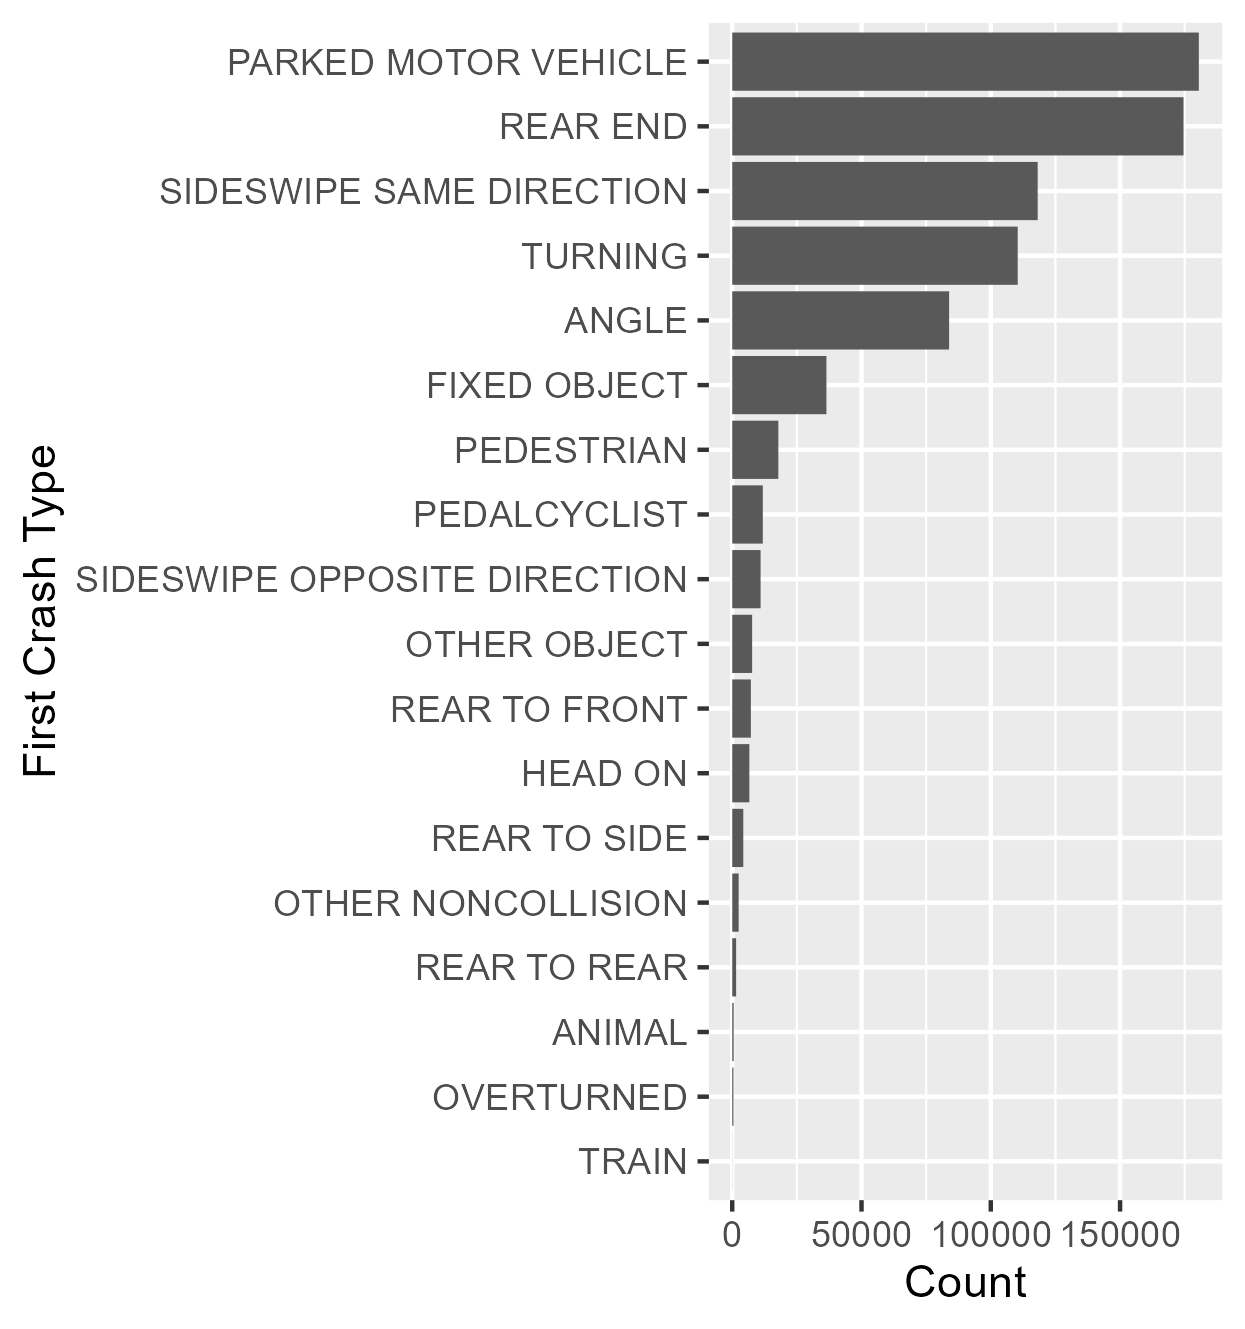 PARKED MOTOR VEHICLE
REAR END
SIDESWIPE SAME DIRECTION
TURNING
ANGLE
FIXED OBJECT
PEDESTRIAN
PEDALCYCLIST
SIDESWIPE OPPOSITE DIRECTION
OTHER OBJECT
REAR TO FRONT
HEAD ON
REAR TO SIDE
OTHER NONCOLLISION
REAR TO REAR
ANIMAL
OVERTURNED
TRAIN
First Crash Type
0 50000 100000 150000
Count